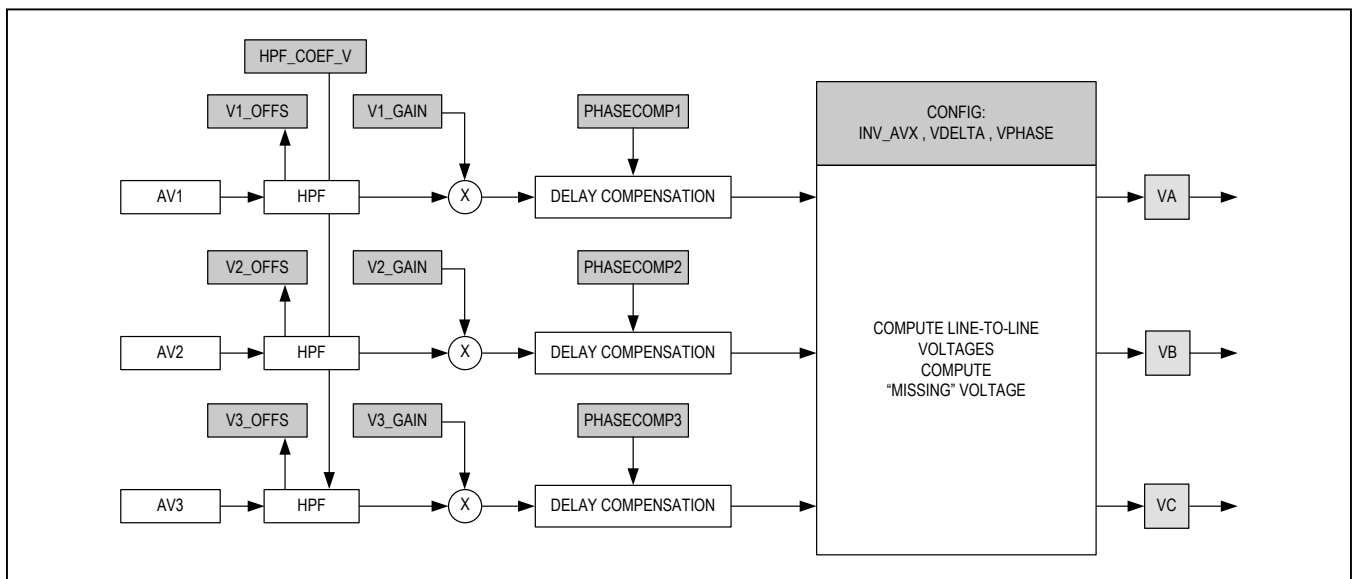 HPF_COEF_V
V1_OFFS
V1_GAIN
PHASECOMP1
CONFIG:
INV_AVX , VDELTA , VPHASE
AV1
HPF
X
DELAY COMPENSATION
VA
V2_OFFS
V2_GAIN
PHASECOMP2
AV2
HPF
X
DELAY COMPENSATION
COMPUTE LINE-TO-LINE
VOLTAGES
COMPUTE
“MISSING” VOLTAGE
VB
V3_OFFS
V3_GAIN
PHASECOMP3
AV3
HPF
X
DELAY COMPENSATION
VC